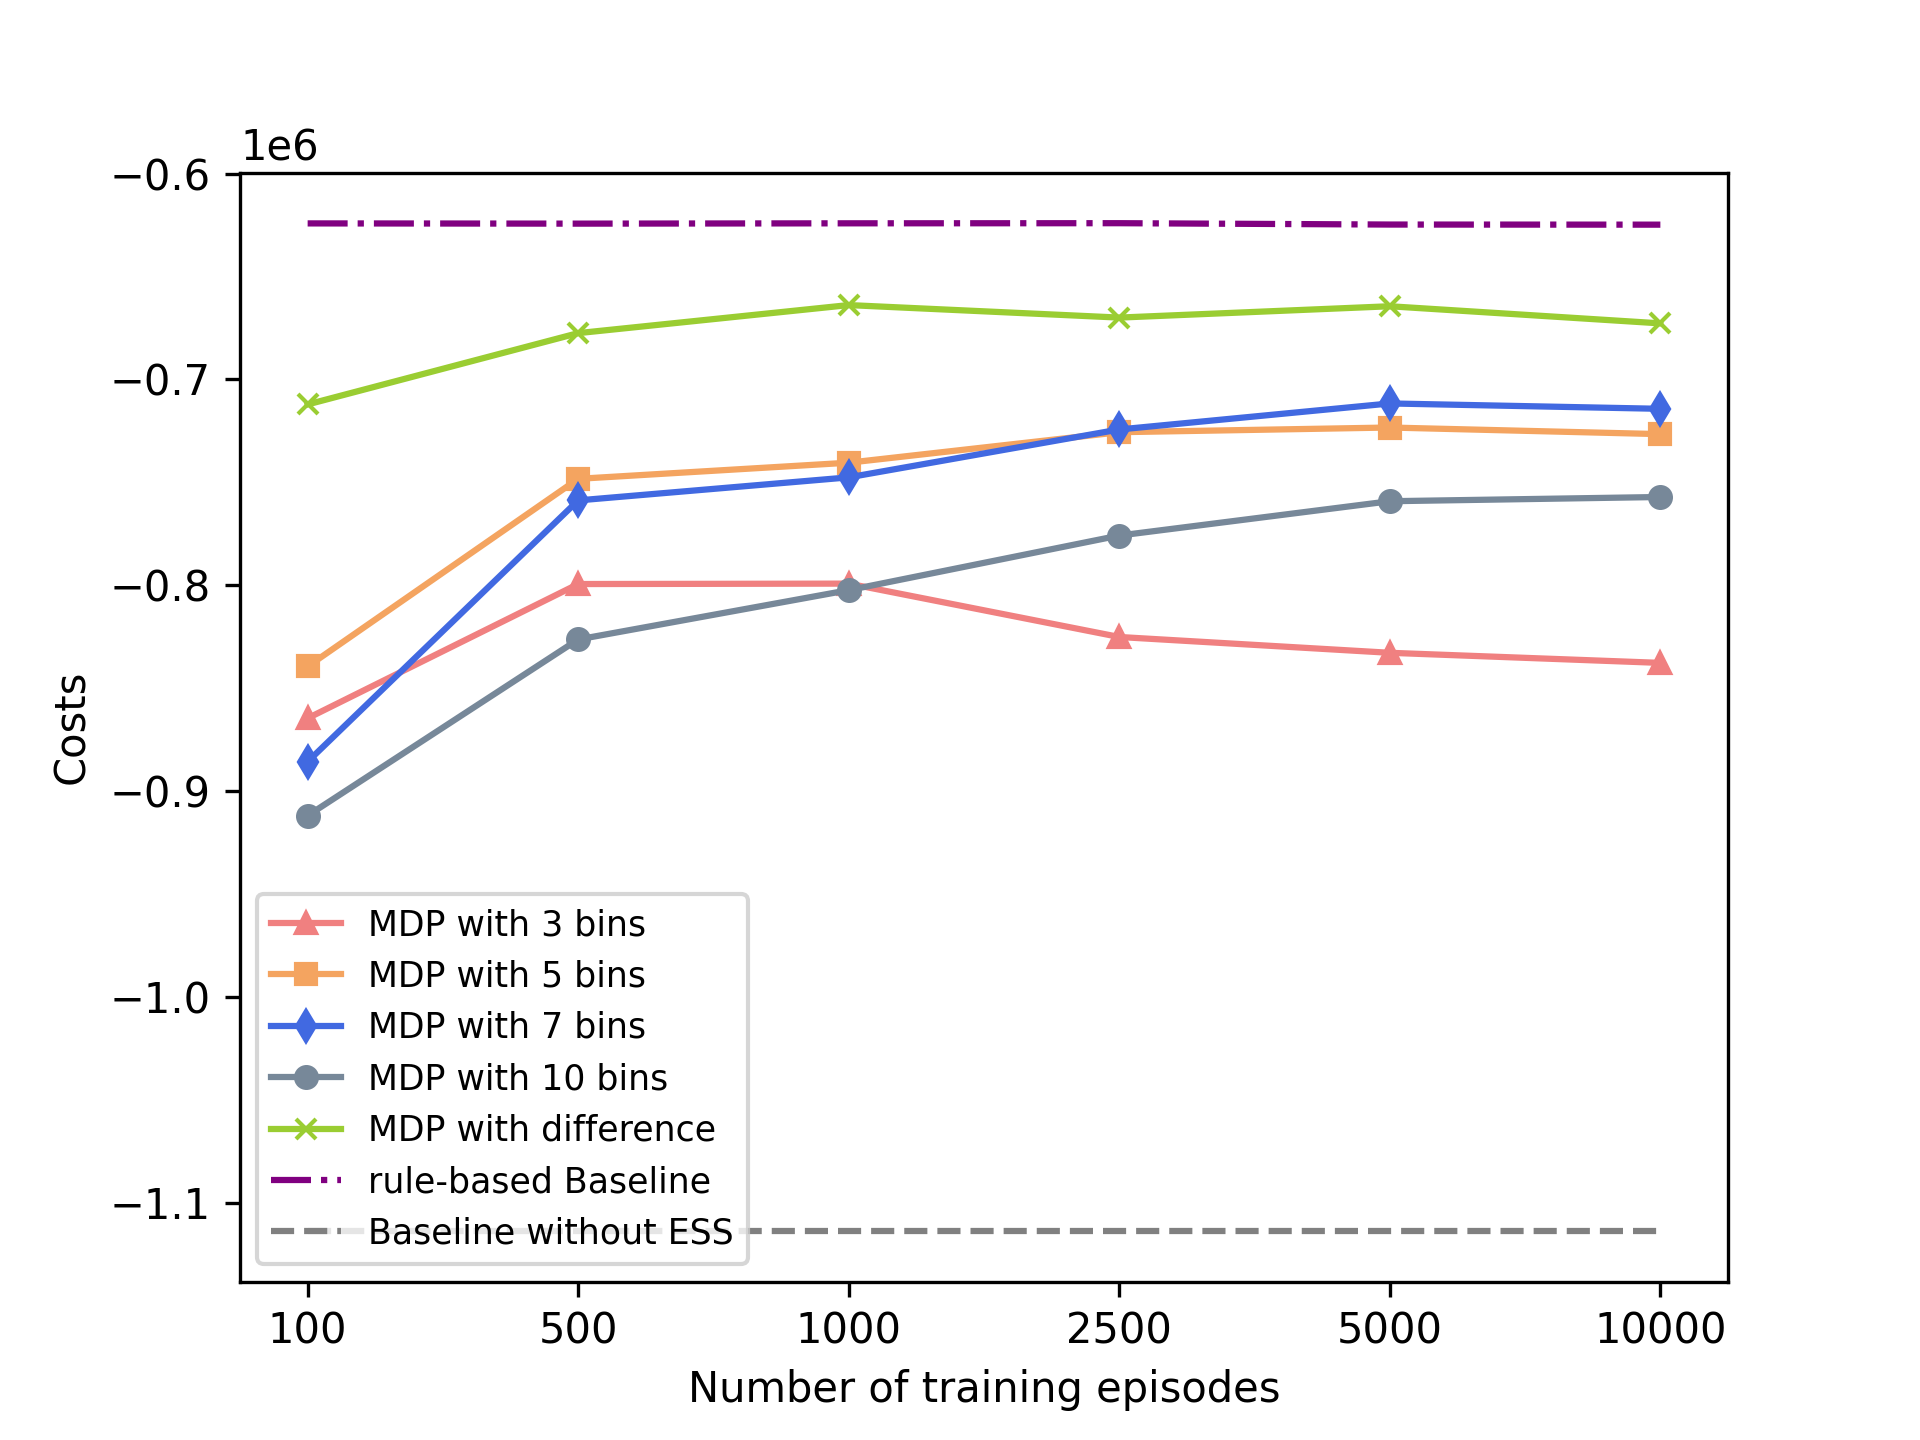 1e6
−0.6
−0.7
−0.8
−0.9
−1.0
−1.1
Costs
MDP with 3 bins
MDP with 5 bins
MDP with 7 bins
MDP with 10 bins
MDP with difference
rule-based Baseline
Baseline without ESS
100 500 1000 2500 5000 10000
Number of training episodes